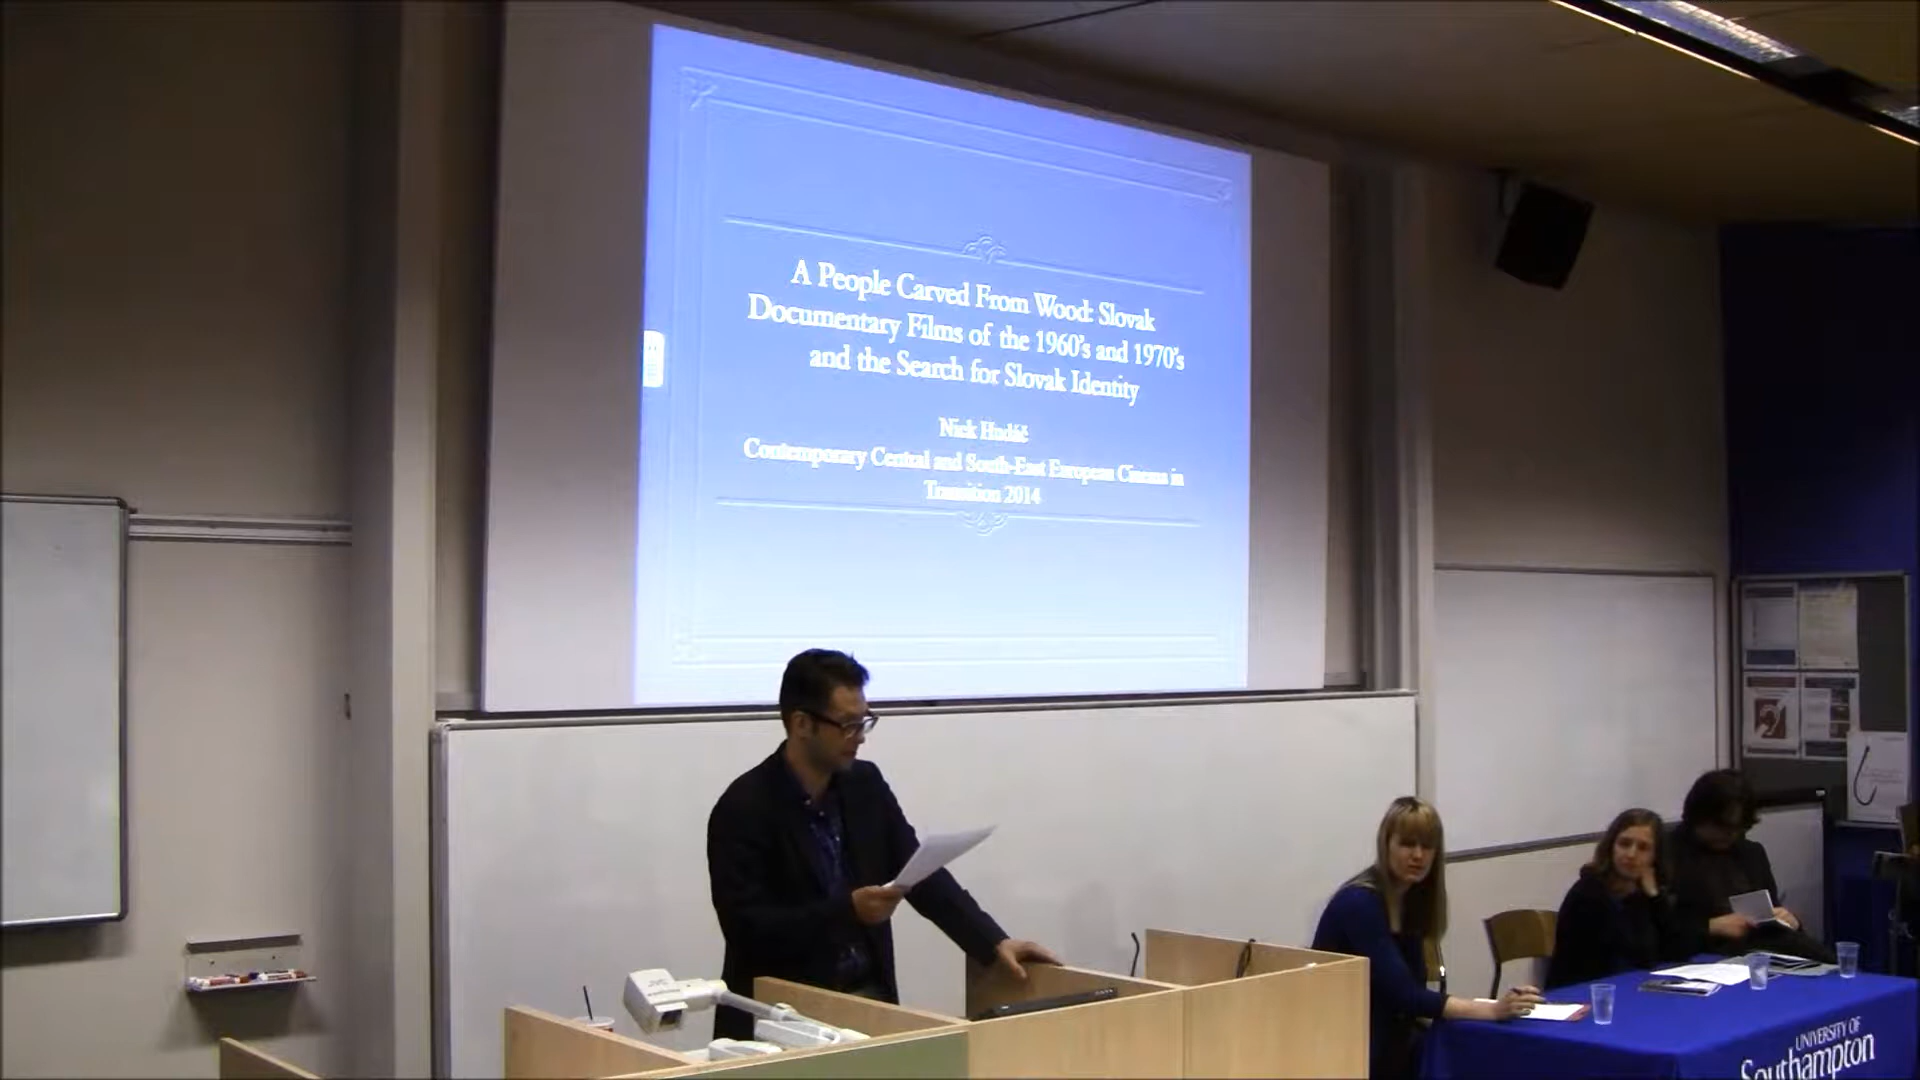 A People Carved From Wood: Slovak
Documentary Films of the 1960's and 1970's
and the Search for Slovak Identity
Nick Hudáč
Contemporary Central and South-East European Cinema in
Transition 2014
UNIVERSITY OF
Southampton
JVC